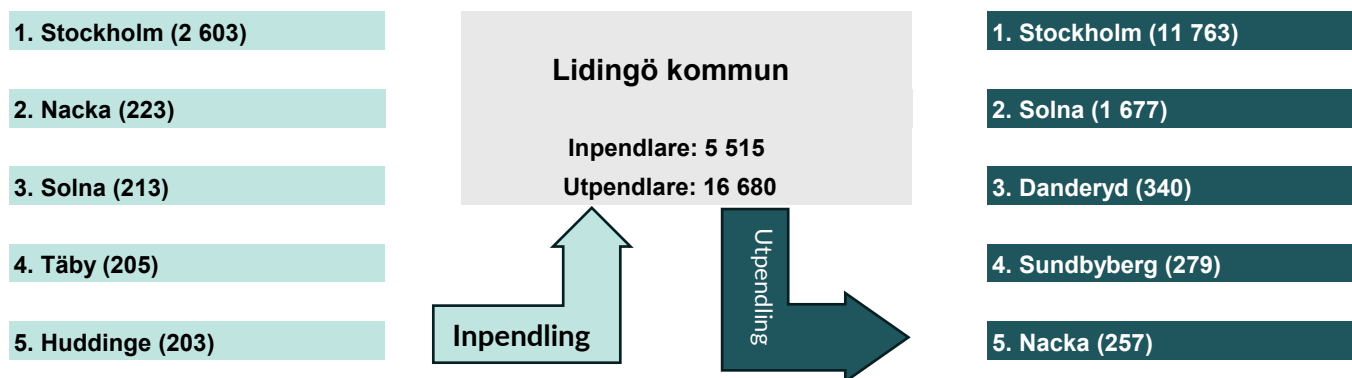 1. Stockholm (2 603)
2. Nacka (223)
3. Solna (213)
4. Täby (205)
5. Huddinge (203)
Lidingö kommun
Inpendlare: 5 515
Utpendlare: 16 680
Inpendling
Utpendling
1. Stockholm (11 763)
2. Solna (1 677)
3. Danderyd (340)
4. Sundbyberg (279)
5. Nacka (257)